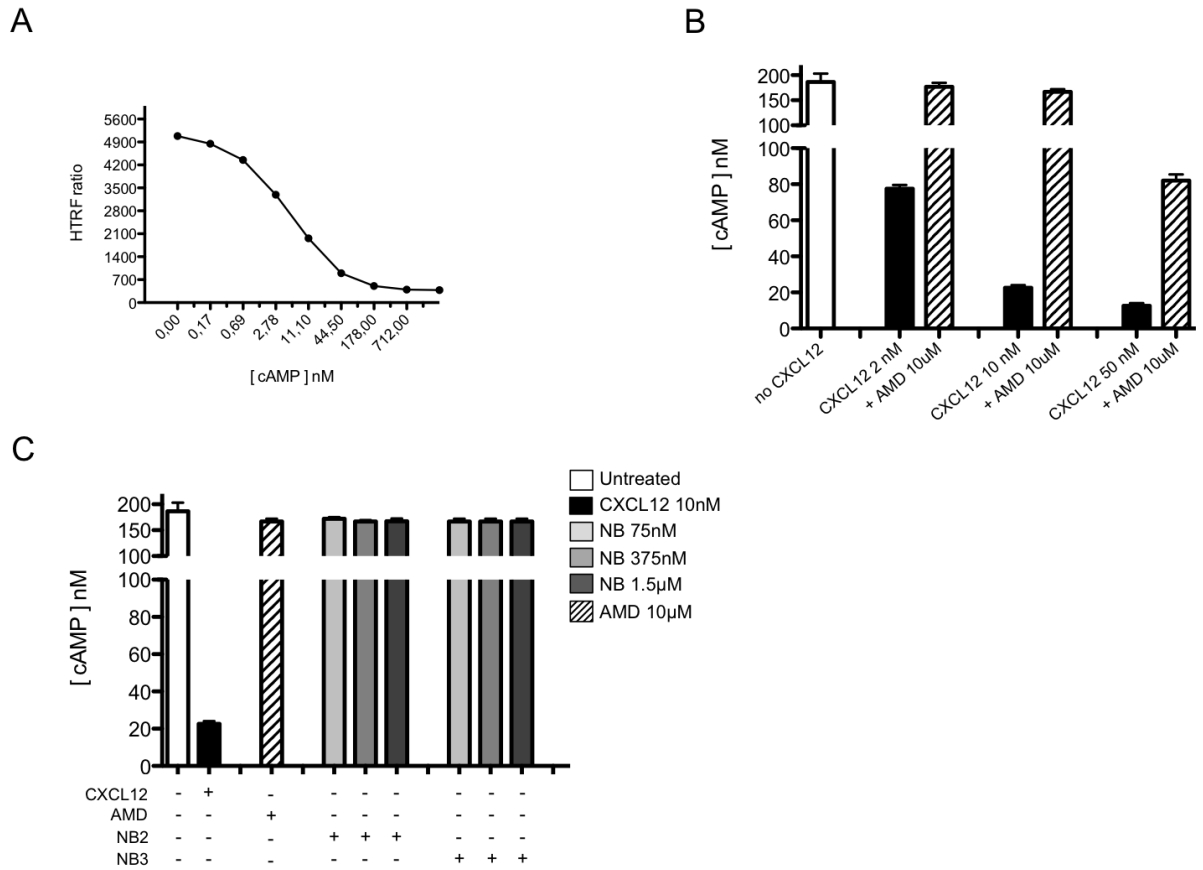 A
5600
4900
4200
3500
2800
2100
1400
700
0
HTRF ratio
0,00
0,17
0,69
2,78
11,10
44,50
178,00
712,00
[ cAMP ] nM
B
200
150
100
100
80
60
40
20
0
[ cAMP ] nM
no CXCL12
CXCL12 2 nM
+ AMD 10uM
CXCL12 10 nM
+ AMD 10uM
CXCL12 50 nM
+ AMD 10uM
C
200
150
100
100
80
60
40
20
0
[ cAMP ] nM
Untreated
CXCL12 10nM
NB 75nM
NB 375nM
NB 1.5µM
AMD 10µM
CXCL12 - + - - - - - - -
AMD - - + - - - - - -
NB2 - - - + + + - - -
NB3 - - - - - - + + +